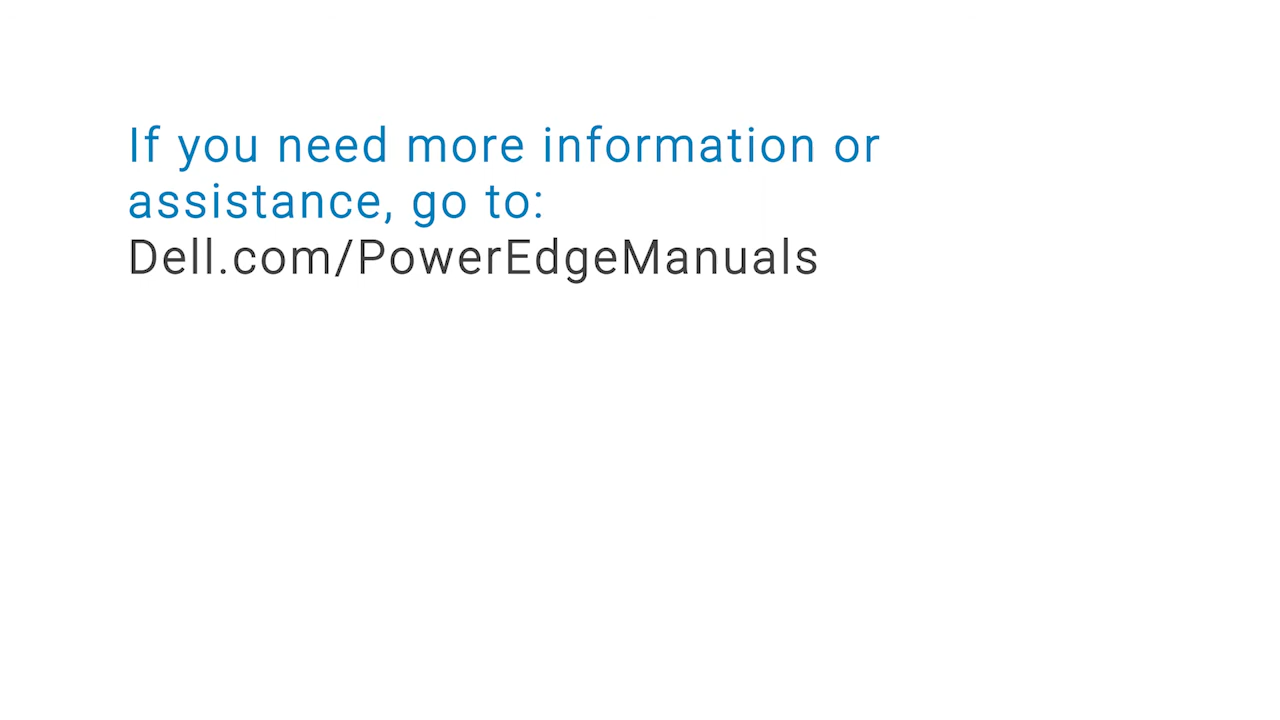 If you need more information or
assistance, go to:
Dell.com/PowerEdgeManuals